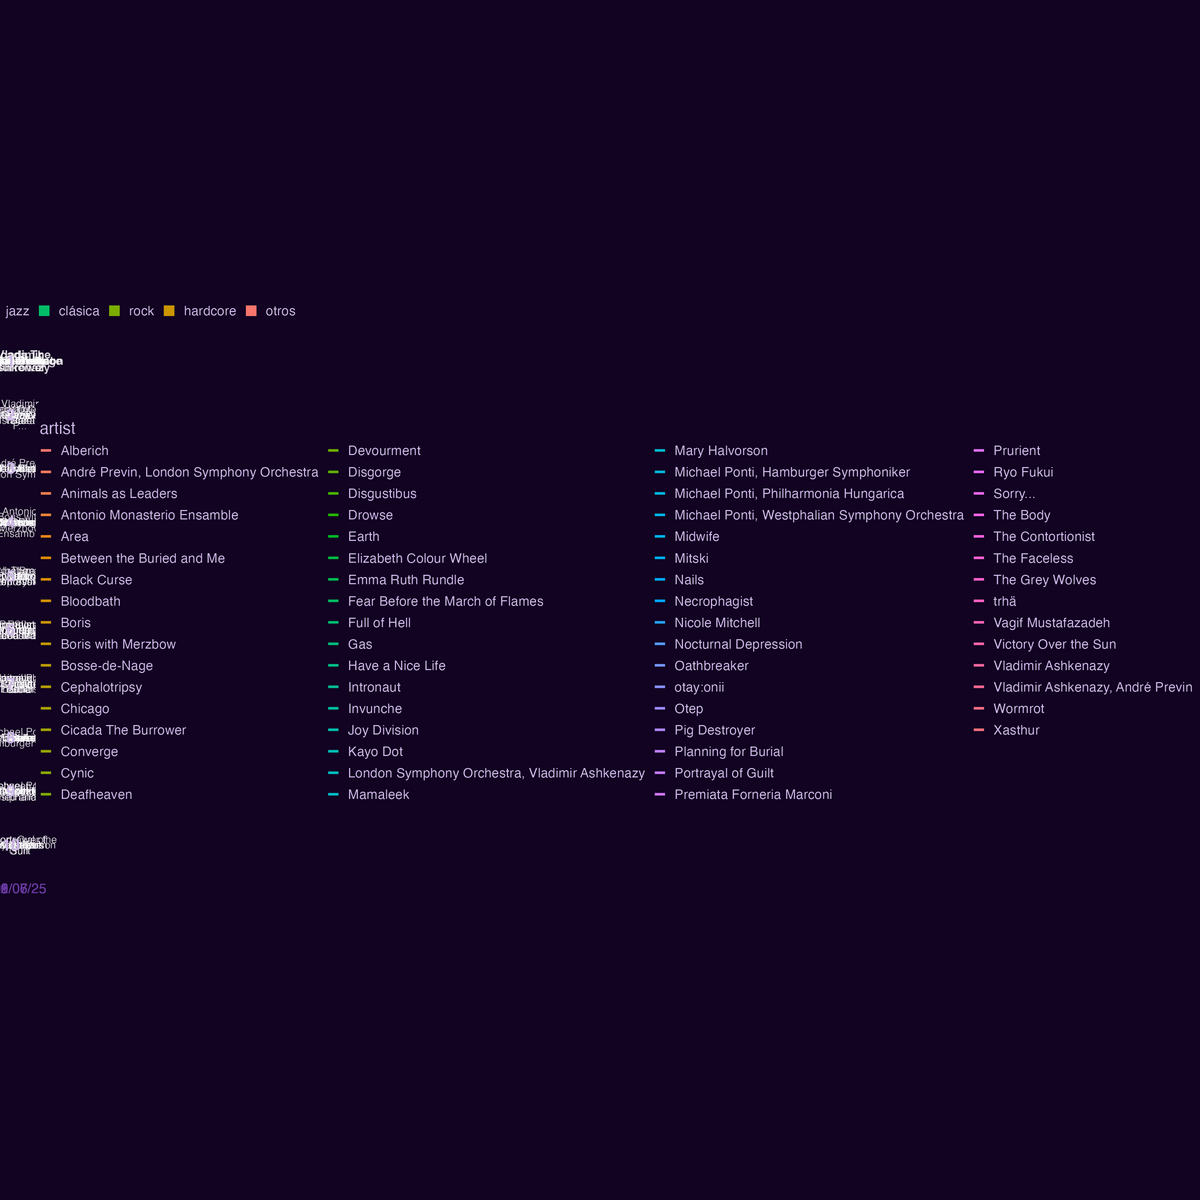 jazz clásica rock hardcore otros
Vladimir
P...
artist
Alberich
André Previn, London Symphony Orchestra
Animals as Leaders
Antonio Monasterio Ensamble
Area
Between the Buried and Me
Black Curse
Bloodbath
Boris
Boris with Merzbow
Bosse-de-Nage
Cephalotripsy
Chicago
Cicada The Burrower
Converge
Cynic
Deafheaven
Devourment
Disgorge
Disgustibus
Drowse
Earth
Elizabeth Colour Wheel
Emma Ruth Rundle
Fear Before the March of Flames
Full of Hell
Gas
Have a Nice Life
Intronaut
Invunche
Joy Division
Kayo Dot
London Symphony Orchestra, Vladimir Ashkenazy
Mamaleek
Mary Halvorson
Michael Ponti, Hamburger Symphoniker
Michael Ponti, Philharmonia Hungarica
Michael Ponti, Westphalian Symphony Orchestra
Midwife
Mitski
Nails
Necrophagist
Nicole Mitchell
Nocturnal Depression
Oathbreaker
otay:onii
Otep
Pig Destroyer
Planning for Burial
Portrayal of Guilt
Premiata Forneria Marconi
Prurient
Ryo Fukui
Sorry...
The Body
The Contortionist
The Faceless
The Grey Wolves
trhä
Vagif Mustafazadeh
Victory Over the Sun
Vladimir Ashkenazy
Vladimir Ashkenazy, André Previn
Wormrot
Xasthur
Guilt